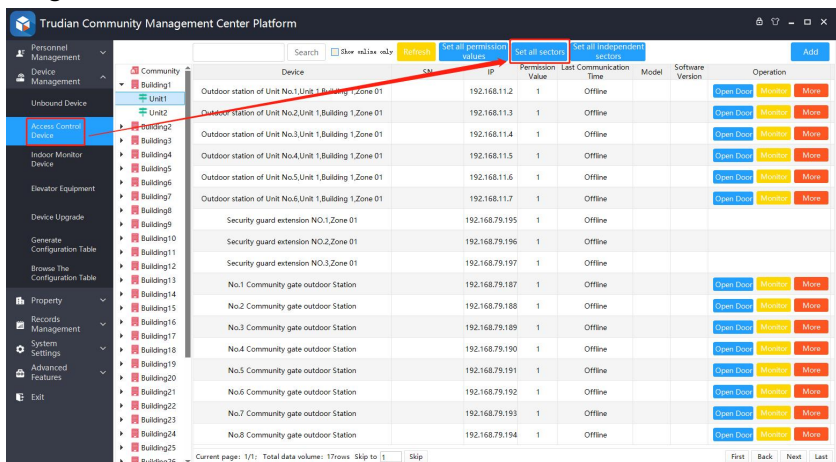 Trudian Community Management Center Platform
Personnel
Management
Device
Management
Unbound Device
Access Control
Device
Indoor Monitor
Device
Elevator Equipment
Device Upgrade
Generate
Configuration Table
Browse The
Configuration Table
Property
Records
Management
System
Settings
Advanced
Features
Exit
Community
Building1
Unit1
Unit2
Building2
Building3
Building4
Building5
Building6
Building7
Building8
Building9
Building10
Building11
Building12
Building13
Building14
Building15
Building16
Building17
Building18
Building19
Building20
Building21
Building22
Building23
Building24
Building25
Building26
Search Show online only Refresh Set all permission values Set all sectors Set all independent sectors Add
Device SN IP Permission Value Last Communication Time Model Software Version Operation
Outdoor station of Unit No.1,Unit 1,Building 1,Zone 01 192.168.11.2 1 Offline Open Door Monitor More
Outdoor station of Unit No.2,Unit 1,Building 1,Zone 01 192.168.11.3 1 Offline Open Door Monitor More
Outdoor station of Unit No.3,Unit 1,Building 1,Zone 01 192.168.11.4 1 Offline Open Door Monitor More
Outdoor station of Unit No.4,Unit 1,Building 1,Zone 01 192.168.11.5 1 Offline Open Door Monitor More
Outdoor station of Unit No.5,Unit 1,Building 1,Zone 01 192.168.11.6 1 Offline Open Door Monitor More
Outdoor station of Unit No.6,Unit 1,Building 1,Zone 01 192.168.11.7 1 Offline Open Door Monitor More
Security guard extension NO.1,Zone 01 192.168.79.195 1 Offline
Security guard extension NO.2,Zone 01 192.168.79.196 1 Offline
Security guard extension NO.3,Zone 01 192.168.79.197 1 Offline
No.1 Community gate outdoor Station 192.168.79.187 1 Offline Open Door Monitor More
No.2 Community gate outdoor Station 192.168.79.188 1 Offline Open Door Monitor More
No.3 Community gate outdoor Station 192.168.79.189 1 Offline Open Door Monitor More
No.4 Community gate outdoor Station 192.168.79.190 1 Offline Open Door Monitor More
No.5 Community gate outdoor Station 192.168.79.191 1 Offline Open Door Monitor More
No.6 Community gate outdoor Station 192.168.79.192 1 Offline Open Door Monitor More
No.7 Community gate outdoor Station 192.168.79.193 1 Offline Open Door Monitor More
No.8 Community gate outdoor Station 192.168.79.194 1 Offline Open Door Monitor More
Current page: 1/1; Total data volume: 17rows Skip to 1 Skip First Back Next Last